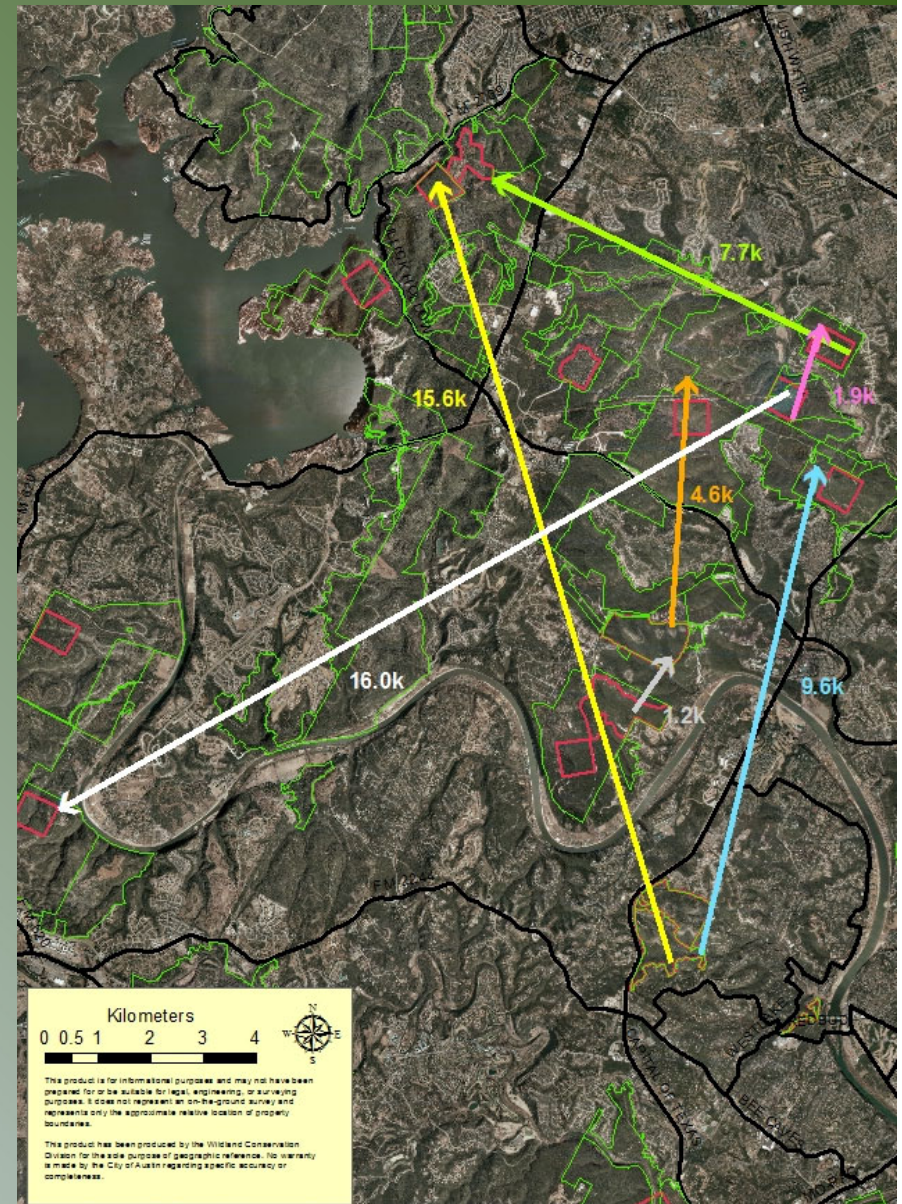 7.7k
15.6k
1.9k
4.6k
9.6k
16.0k
1.2k
FM 2244
Kilometers
N
W E
S
0 0.5 1 2 3 4
This product is for informational purposes and may not have been
prepared for or be suitable for legal, engineering, or surveying
purposes. It does not represent an on-the-ground survey and
represents only the approximate relative location of property
boundaries.
This product has been produced by the Wildland Conservation
Division for the sole purpose of geographic reference. No warranty
is made by the City of Austin regarding specific accuracy or
completeness.